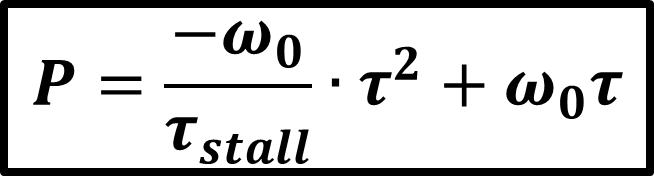 P = −ω₀/τ_stall · τ² + ω₀τ